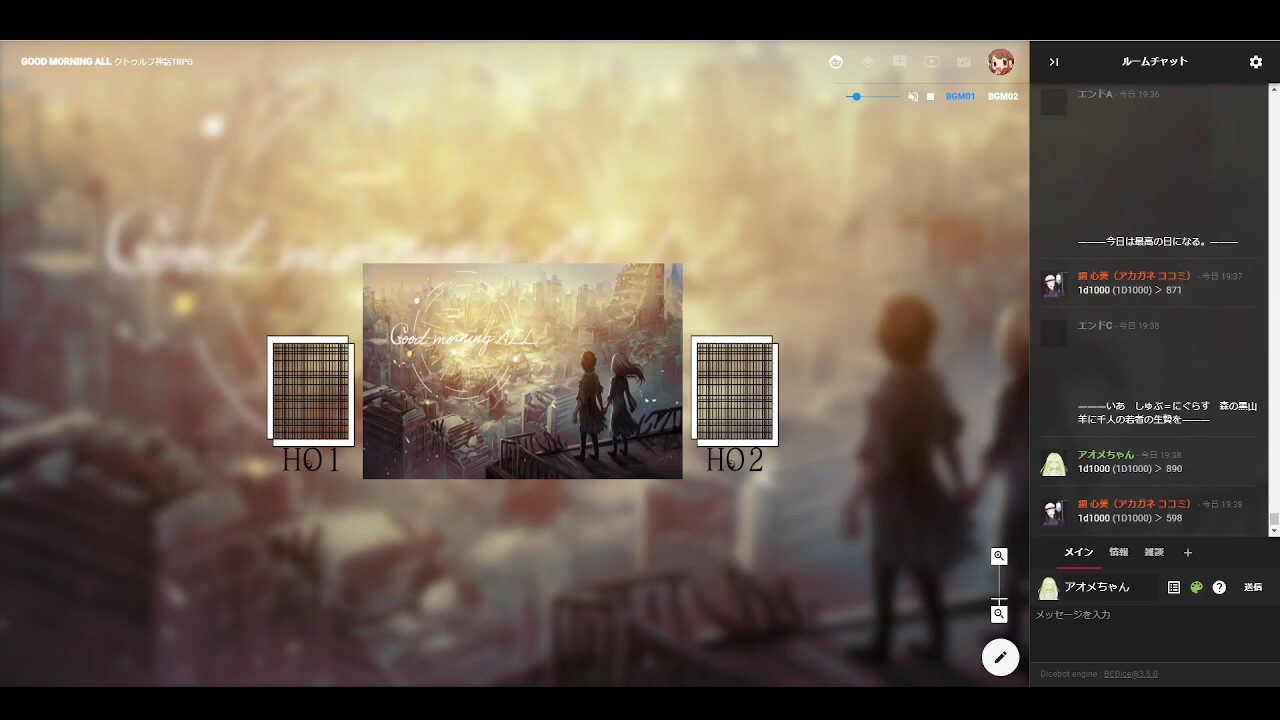 GOOD MORNING ALL クトゥルフ神話TRPG
BGM01 BGM02
Good morning ALL
HO1
HO2
ルームチャット
エンドA - 今日 19:36
―――今日は最高の日になる。―――
銅 心美（アカガネ ココミ） - 今日 19:37
1d1000 (1D1000) ＞ 871
エンドC - 今日 19:38
―――いあ　しゅぶ＝にぐらす　森の黒山
羊に千人の若者の生贄を―――
アオメちゃん - 今日 19:38
1d1000 (1D1000) ＞ 890
銅 心美（アカガネ ココミ） - 今日 19:38
1d1000 (1D1000) ＞ 598
メイン 情報 雑談 +
アオメちゃん 送信
メッセージを入力
Dicebot engine : BCDice@3.5.0